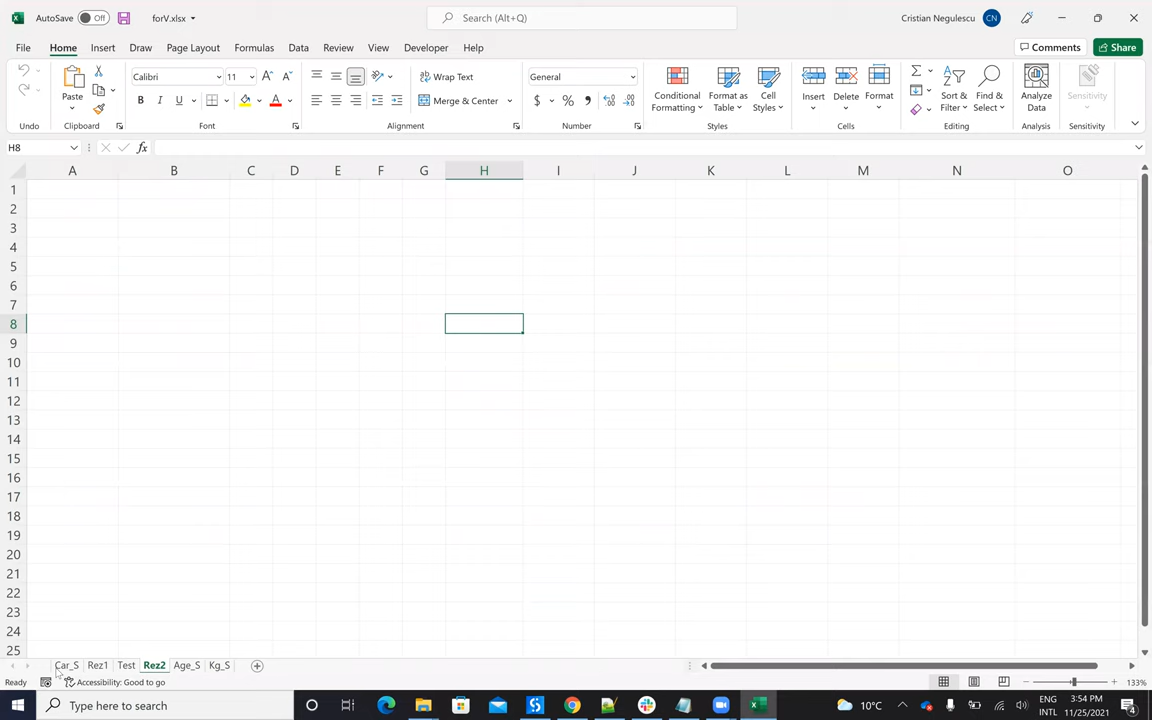 AutoSave Off forV.xlsx Search (Alt+Q) Cristian Negulescu CN
File Home Insert Draw Page Layout Formulas Data Review View Developer Help Comments Share
Calibri 11 Wrap Text General
Paste Merge & Center $ % Conditional Formatting Format as Table Cell Styles Insert Delete Format Sort & Filter Find & Select Analyze Data Sensitivity
B I U A
Undo Clipboard Font Alignment Number Styles Cells Editing Analysis Sensitivity
H8 fx
A B C D E F G H I J K L M N O
1
2
3
4
5
6
7
8
9
10
11
12
13
14
15
16
17
18
19
20
21
22
23
24
25
Car_S Rez1 Test Rez2 Age_S Kg_S
Ready Accessibility: Good to go 133%
Type here to search 10°C ENG INTL 3:54 PM 11/25/2021 4